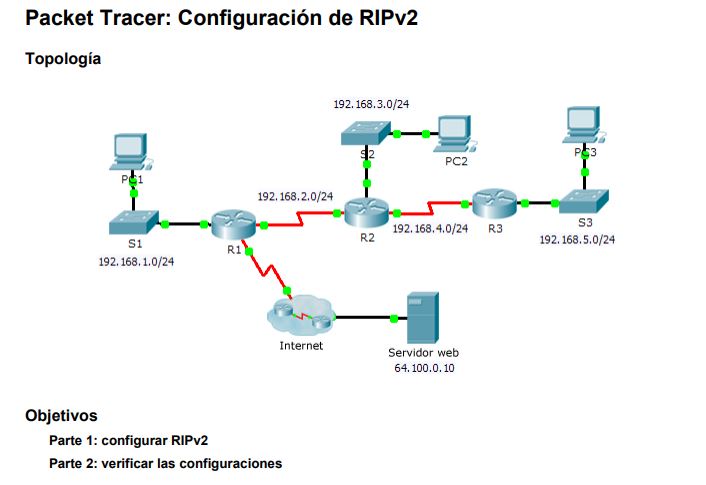 Packet Tracer: Configuración de RIPv2
Topología
192.168.3.0/24
S2
PC2
PC3
PC1
192.168.2.0/24
S1
R1
R2
192.168.4.0/24
R3
S3
192.168.1.0/24
192.168.5.0/24
Internet
Servidor web
64.100.0.10
Objetivos
Parte 1: configurar RIPv2
Parte 2: verificar las configuraciones